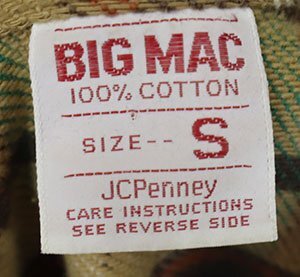 BIG MAC
100% COTTON
SIZE-- S
JCPenney
CARE INSTRUCTIONS
SEE REVERSE SIDE